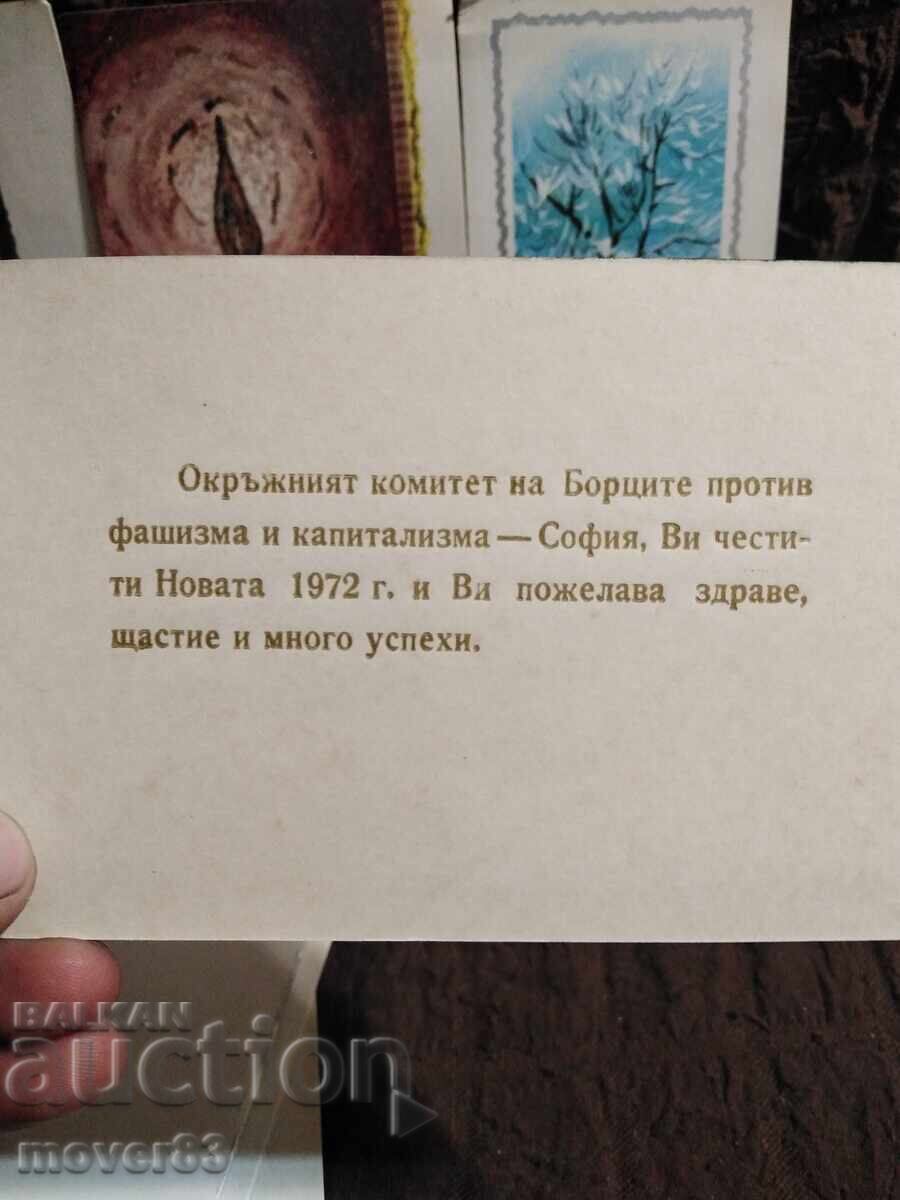 Окръжният комитет на Борците против
фашизма и капитализма — София, Ви чести-
ти Новата 1972 г. и Ви пожелава здраве,
щастие и много успехи.
BALKAN
auction
mover83